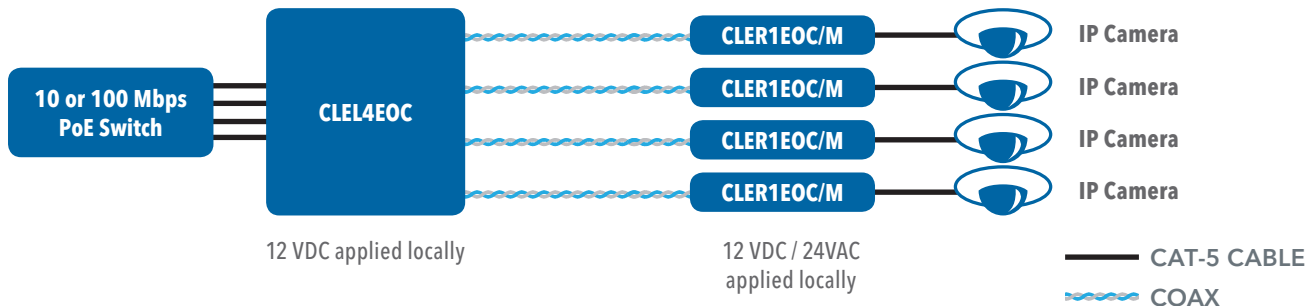 10 or 100 Mbps
PoE Switch
CLEL4EOC
CLER1EOC/M
IP Camera
CLER1EOC/M
IP Camera
CLER1EOC/M
IP Camera
CLER1EOC/M
IP Camera
12 VDC applied locally
12 VDC / 24VAC
applied locally
CAT-5 CABLE
COAX